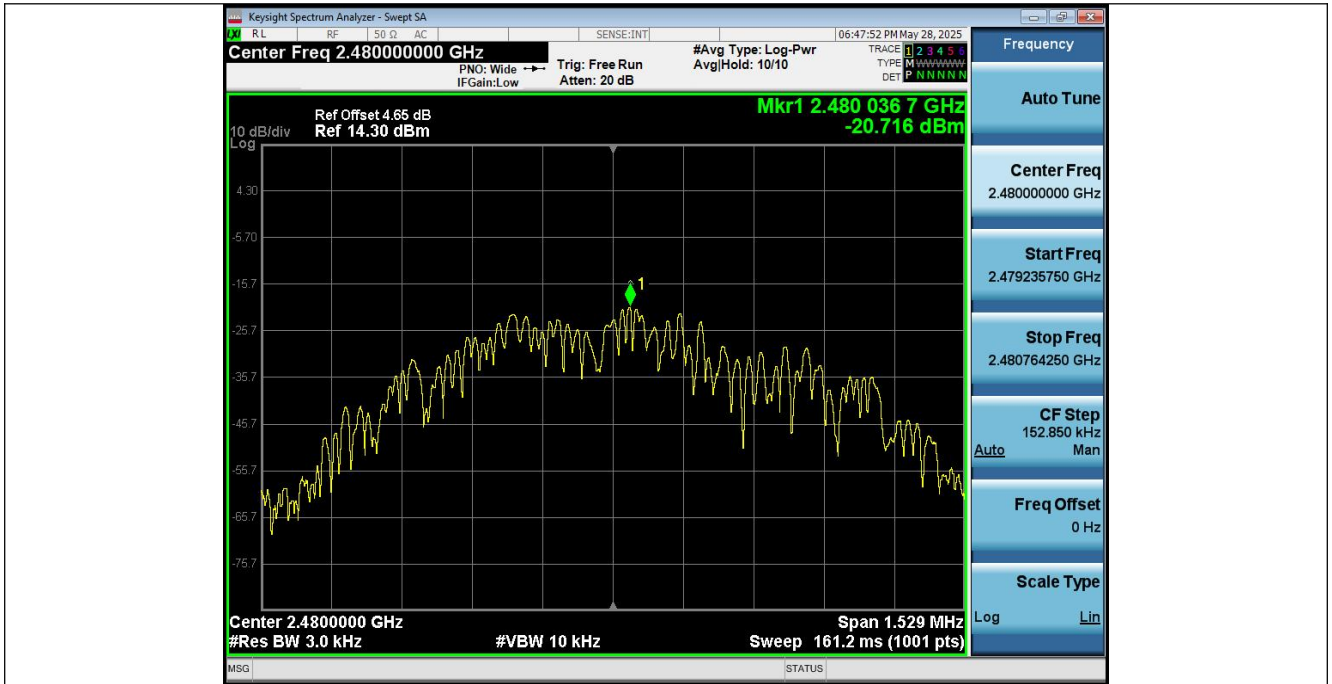 Keysight Spectrum Analyzer - Swept SA
LXI RL RF 50 Ω AC SENSE:INT 06:47:52 PM May 28, 2025
Center Freq 2.480000000 GHz #Avg Type: Log-Pwr TRACE 1 2 3 4 5 6
PNO: Wide Trig: Free Run Avg|Hold: 10/10 TYPE M WWWWW
IFGain:Low Atten: 20 dB DET P N N N N N
Mkr1 2.480 036 7 GHz
-20.716 dBm
Ref Offset 4.65 dB
10 dB/div Ref 14.30 dBm
Log
4.30
-5.70
-15.7
-25.7
-35.7
-45.7
-55.7
-65.7
-75.7
1
Center 2.4800000 GHz Span 1.529 MHz
#Res BW 3.0 kHz #VBW 10 kHz Sweep 161.2 ms (1001 pts)
MSG STATUS
Frequency
Auto Tune
Center Freq
2.480000000 GHz
Start Freq
2.479235750 GHz
Stop Freq
2.480764250 GHz
CF Step
152.850 kHz
Auto Man
Freq Offset
0 Hz
Scale Type
Log Lin